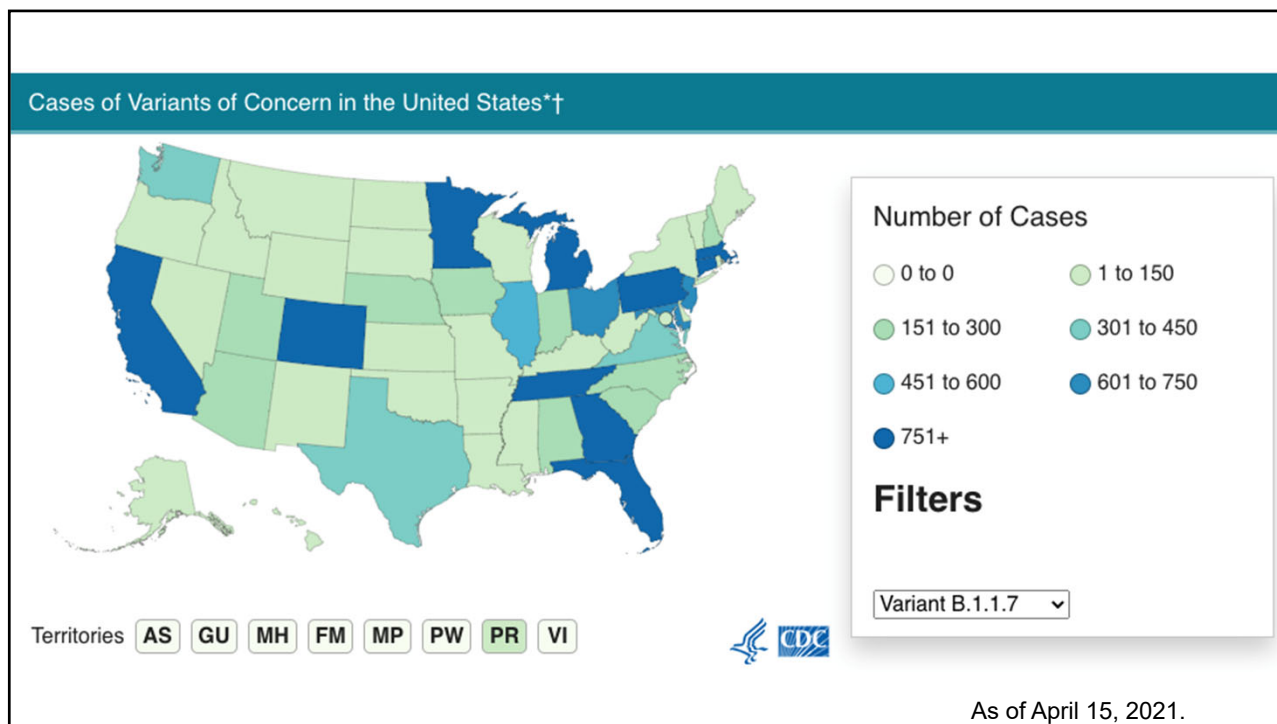 Cases of Variants of Concern in the United States*†
Number of Cases
0 to 0
1 to 150
151 to 300
301 to 450
451 to 600
601 to 750
751+
Filters
Variant B.1.1.7
Territories AS GU MH FM MP PW PR VI
CDC
As of April 15, 2021.